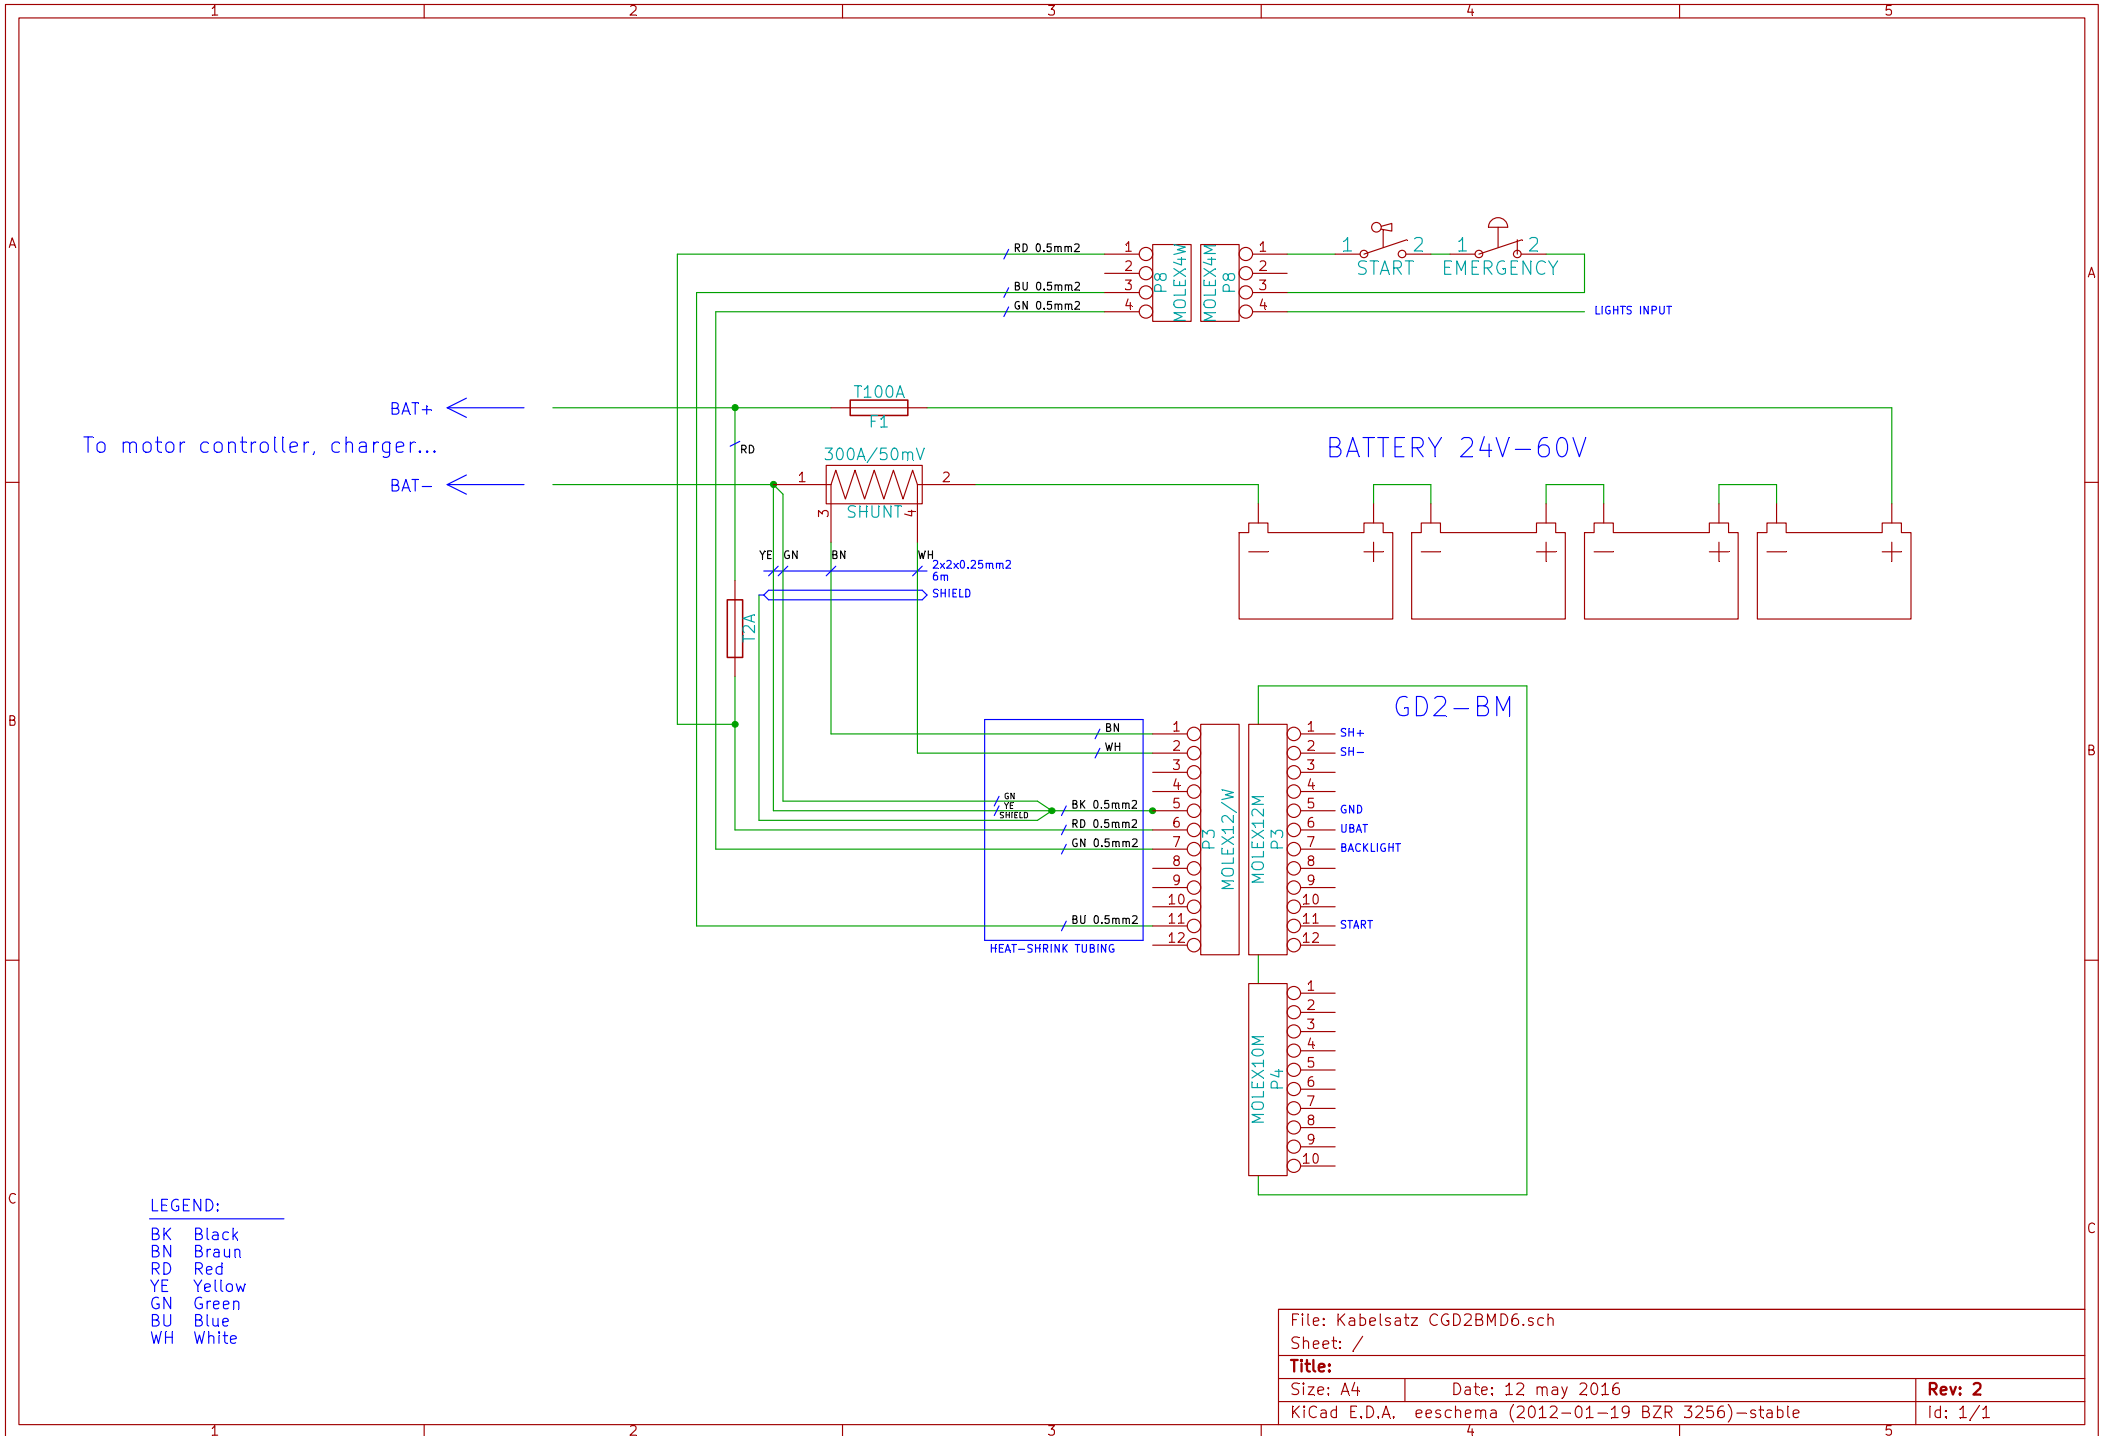 1 2 3 4 5
A A
RD 0.5mm2
BU 0.5mm2
GN 0.5mm2
1
2
3
4
P8
MOLEX4W
MOLEX4M
P8
1
2
3
4
1 2
START
1 2
EMERGENCY
LIGHTS INPUT
T100A
F1
BAT+
To motor controller, charger...
BAT-
RD
300A/50mV
1 2
3 SHUNT 4
BATTERY 24V-60V
- + - + - + - +
YE GN BN WH
2x2x0.25mm2
6m
SHIELD
T2A
B B
GD2-BM
BN
WH
GN
YE
SHIELD
BK 0.5mm2
RD 0.5mm2
GN 0.5mm2
BU 0.5mm2
HEAT-SHRINK TUBING
1
2
3
4
5
6
7
8
9
10
11
12
P3
MOLEX12/W
MOLEX12M
P3
1 SH+
2 SH-
3
4
5 GND
6 UBAT
7 BACKLIGHT
8
9
10
11 START
12
MOLEX10M
P4
1
2
3
4
5
6
7
8
9
10
C C
LEGEND:
BK Black
BN Braun
RD Red
YE Yellow
GN Green
BU Blue
WH White
File: Kabelsatz CGD2BMD6.sch
Sheet: /
Title:
Size: A4 Date: 12 may 2016 Rev: 2
KiCad E.D.A. eeschema (2012-01-19 BZR 3256)-stable Id: 1/1
1 2 3 4 5